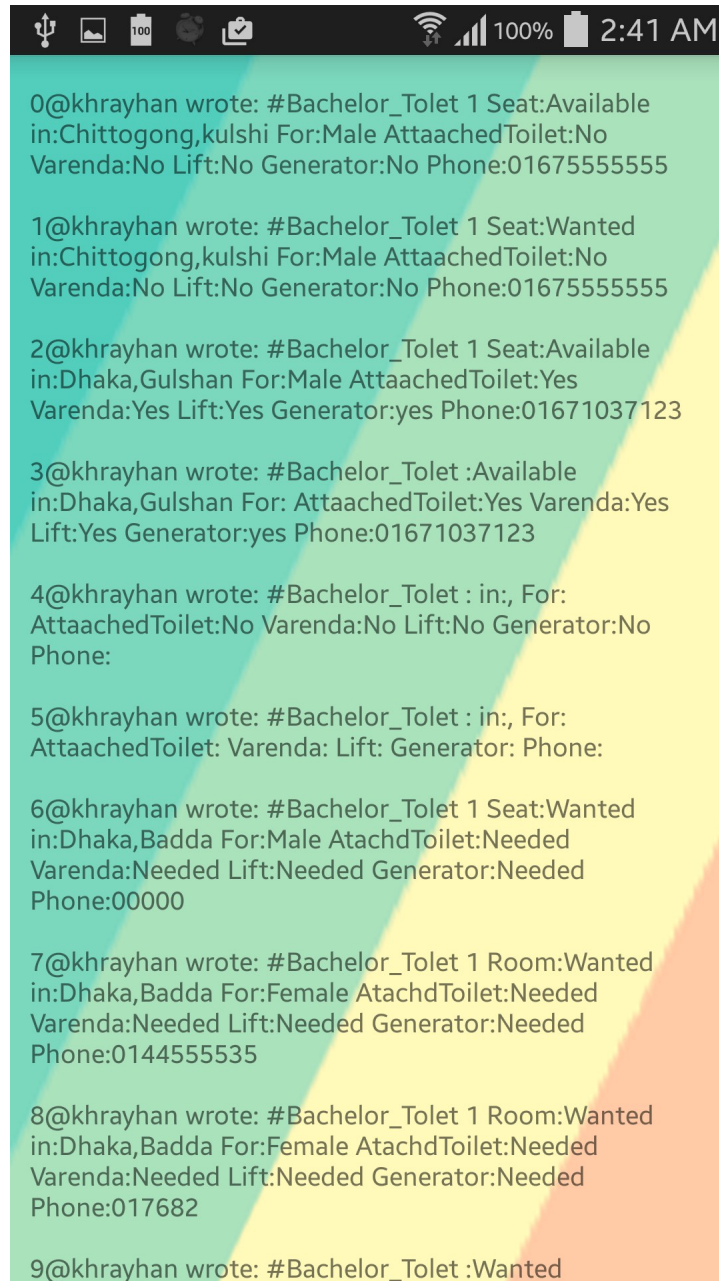 100
100%
2:41 AM
0@khrayhan wrote: #Bachelor_Tolet 1 Seat:Available
in:Chittogong,kulshi For:Male AttaachedToilet:No
Varenda:No Lift:No Generator:No Phone:01675555555
1@khrayhan wrote: #Bachelor_Tolet 1 Seat:Wanted
in:Chittogong,kulshi For:Male AttaachedToilet:No
Varenda:No Lift:No Generator:No Phone:01675555555
2@khrayhan wrote: #Bachelor_Tolet 1 Seat:Available
in:Dhaka,Gulshan For:Male AttaachedToilet:Yes
Varenda:Yes Lift:Yes Generator:yes Phone:01671037123
3@khrayhan wrote: #Bachelor_Tolet :Available
in:Dhaka,Gulshan For: AttaachedToilet:Yes Varenda:Yes
Lift:Yes Generator:yes Phone:01671037123
4@khrayhan wrote: #Bachelor_Tolet : in:, For:
AttaachedToilet:No Varenda:No Lift:No Generator:No
Phone:
5@khrayhan wrote: #Bachelor_Tolet : in:, For:
AttaachedToilet: Varenda: Lift: Generator: Phone:
6@khrayhan wrote: #Bachelor_Tolet 1 Seat:Wanted
in:Dhaka,Badda For:Male AtachdToilet:Needed
Varenda:Needed Lift:Needed Generator:Needed
Phone:00000
7@khrayhan wrote: #Bachelor_Tolet 1 Room:Wanted
in:Dhaka,Badda For:Female AtachdToilet:Needed
Varenda:Needed Lift:Needed Generator:Needed
Phone:0144555535
8@khrayhan wrote: #Bachelor_Tolet 1 Room:Wanted
in:Dhaka,Badda For:Female AtachdToilet:Needed
Varenda:Needed Lift:Needed Generator:Needed
Phone:017682
9@khrayhan wrote: #Bachelor_Tolet :Wanted